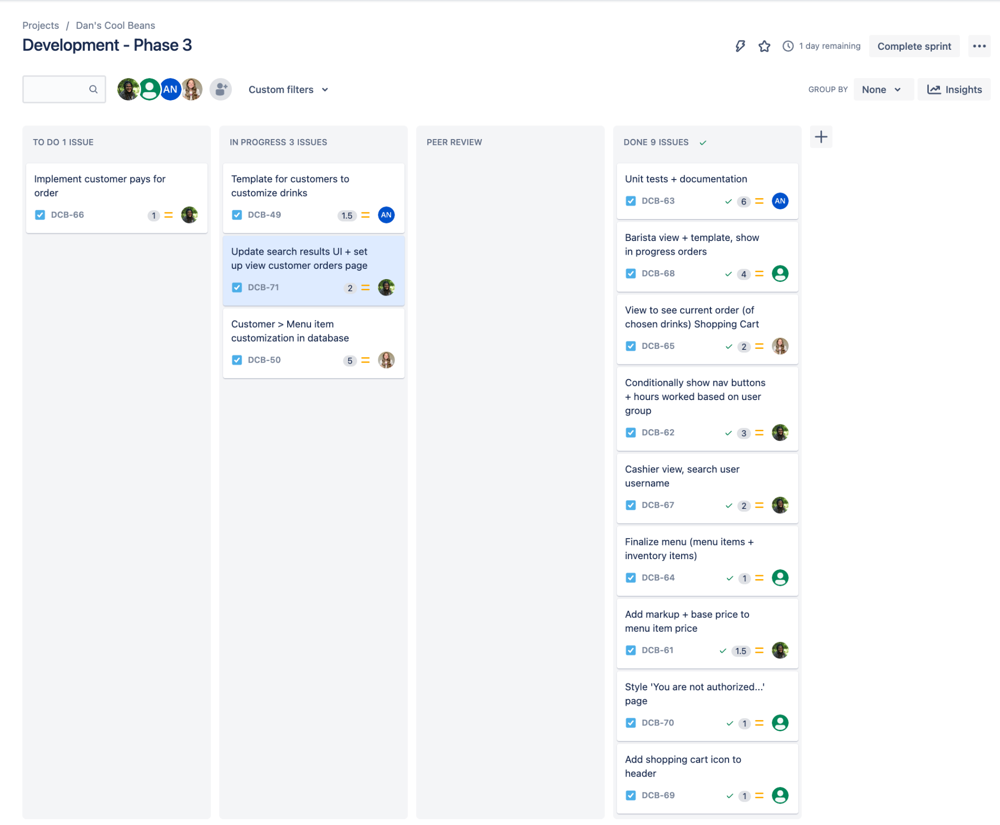 Projects / Dan's Cool Beans
Development - Phase 3
1 day remaining
Complete sprint
AN
Custom filters
GROUP BY
None
Insights
TO DO 1 ISSUE
Implement customer pays for
order
DCB-66
1
IN PROGRESS 3 ISSUES
Template for customers to
customize drinks
DCB-49
1.5
AN
Update search results UI + set
up view customer orders page
DCB-71
2
Customer > Menu item
customization in database
DCB-50
5
PEER REVIEW
DONE 9 ISSUES
Unit tests + documentation
DCB-63
6
AN
Barista view + template, show
in progress orders
DCB-68
4
View to see current order (of
chosen drinks) Shopping Cart
DCB-65
2
Conditionally show nav buttons
+ hours worked based on user
group
DCB-62
3
Cashier view, search user
username
DCB-67
2
Finalize menu (menu items +
inventory items)
DCB-64
1
Add markup + base price to
menu item price
DCB-61
1.5
Style 'You are not authorized...'
page
DCB-70
1
Add shopping cart icon to
header
DCB-69
1